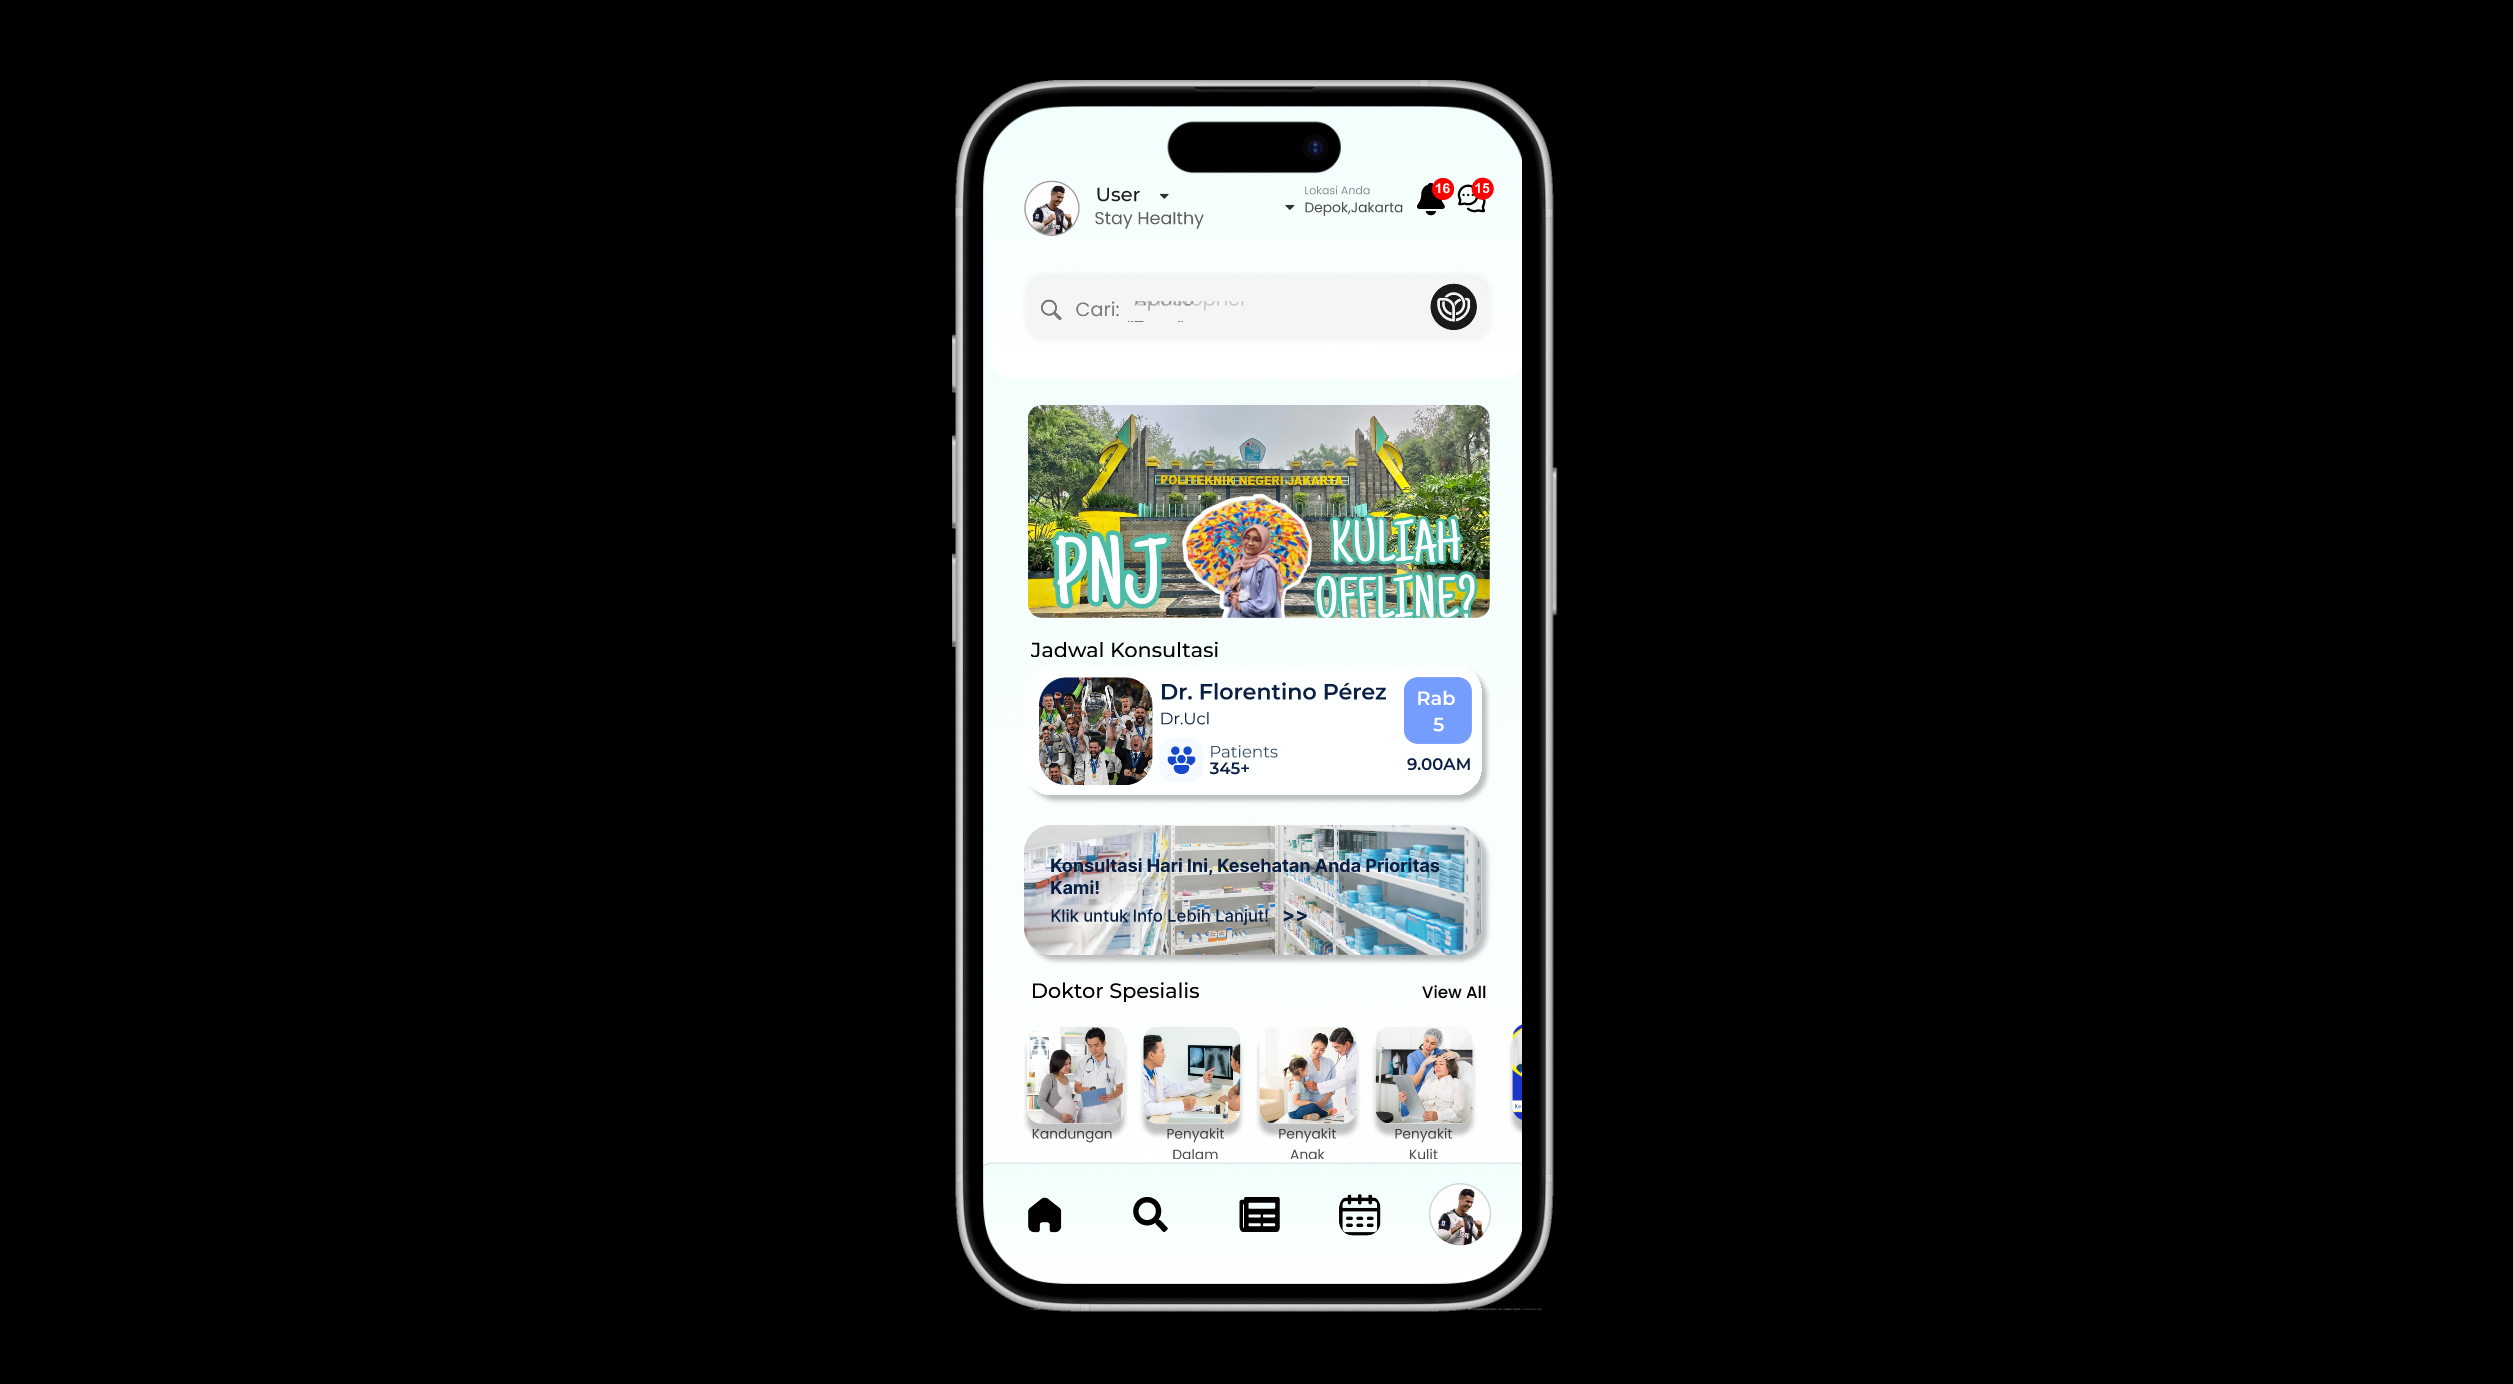 User
Stay Healthy
Lokasi Anda
Depok,Jakarta
16
15
Cari:
POLITEKNIK NEGERI JAKARTA
PNJ
KULIAH
OFFLINE?
Jadwal Konsultasi
Dr. Florentino Pérez
Dr.Ucl
Patients
345+
Rab
5
9.00AM
Konsultasi Hari Ini, Kesehatan Anda Prioritas
Kami!
Klik untuk Info Lebih Lanjut! >>
Doktor Spesialis
View All
Kandungan
Penyakit
Dalam
Penyakit
Anak
Penyakit
Kulit